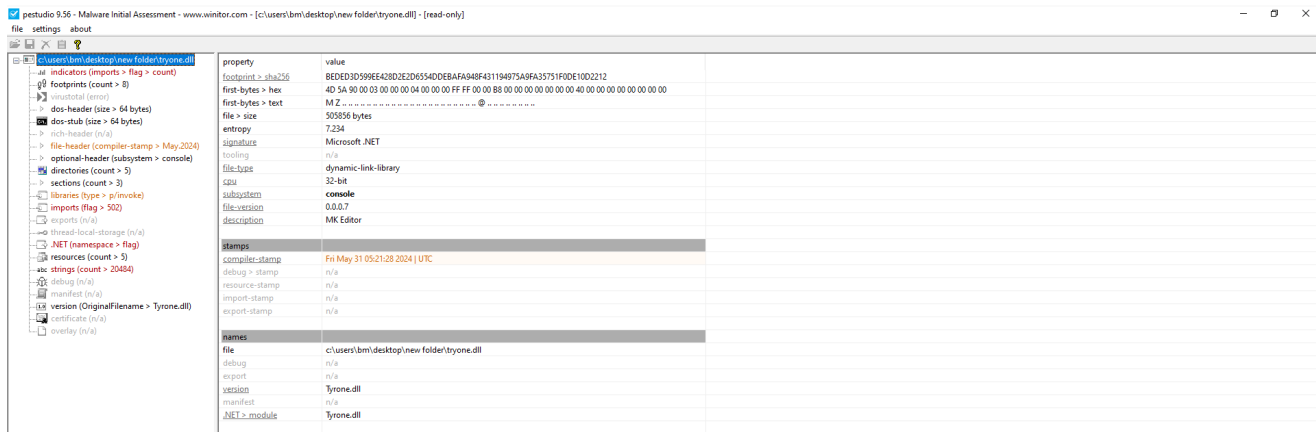 pestudio 9.56 - Malware Initial Assessment - www.winitor.com - [c:\users\bm\desktop\new folder\tryone.dll] - [read-only]
file settings about
c:\users\bm\desktop\new folder\tryone.dll
indicators (imports > flag > count)
footprints (count > 8)
virustotal (error)
dos-header (size > 64 bytes)
dos-stub (size > 64 bytes)
rich-header (n/a)
file-header (compiler-stamp > May.2024)
optional-header (subsystem > console)
directories (count > 5)
sections (count > 3)
libraries (type > p/invoke)
imports (flag > 502)
exports (n/a)
thread-local-storage (n/a)
.NET (namespace > flag)
resources (count > 5)
abc strings (count > 20484)
debug (n/a)
manifest (n/a)
version (OriginalFilename > Tyrone.dll)
certificate (n/a)
overlay (n/a)
property value
footprint > sha256 BEDED3D599EE428D2E2D6554DDEBAFA948F431194975A9FA35751F0DE10D2212
first-bytes > hex 4D 5A 90 00 03 00 00 00 04 00 00 00 FF FF 00 00 B8 00 00 00 00 00 00 00 40 00 00 00 00 00 00 00 00 00 00 00
first-bytes > text M Z .. .. .. .. .. .. .. .. .. .. .. .. .. .. .. .. .. .. .. .. .. .. @ .. .. .. .. .. .. .. .. .. .. ..
file > size 505856 bytes
entropy 7.234
signature Microsoft .NET
tooling n/a
file-type dynamic-link-library
cpu 32-bit
subsystem console
file-version 0.0.0.7
description MK Editor
stamps
compiler-stamp Fri May 31 05:21:28 2024 | UTC
debug > stamp n/a
resource-stamp n/a
import-stamp n/a
export-stamp n/a
names
file c:\users\bm\desktop\new folder\tryone.dll
debug n/a
export n/a
version Tyrone.dll
manifest n/a
.NET > module Tyrone.dll